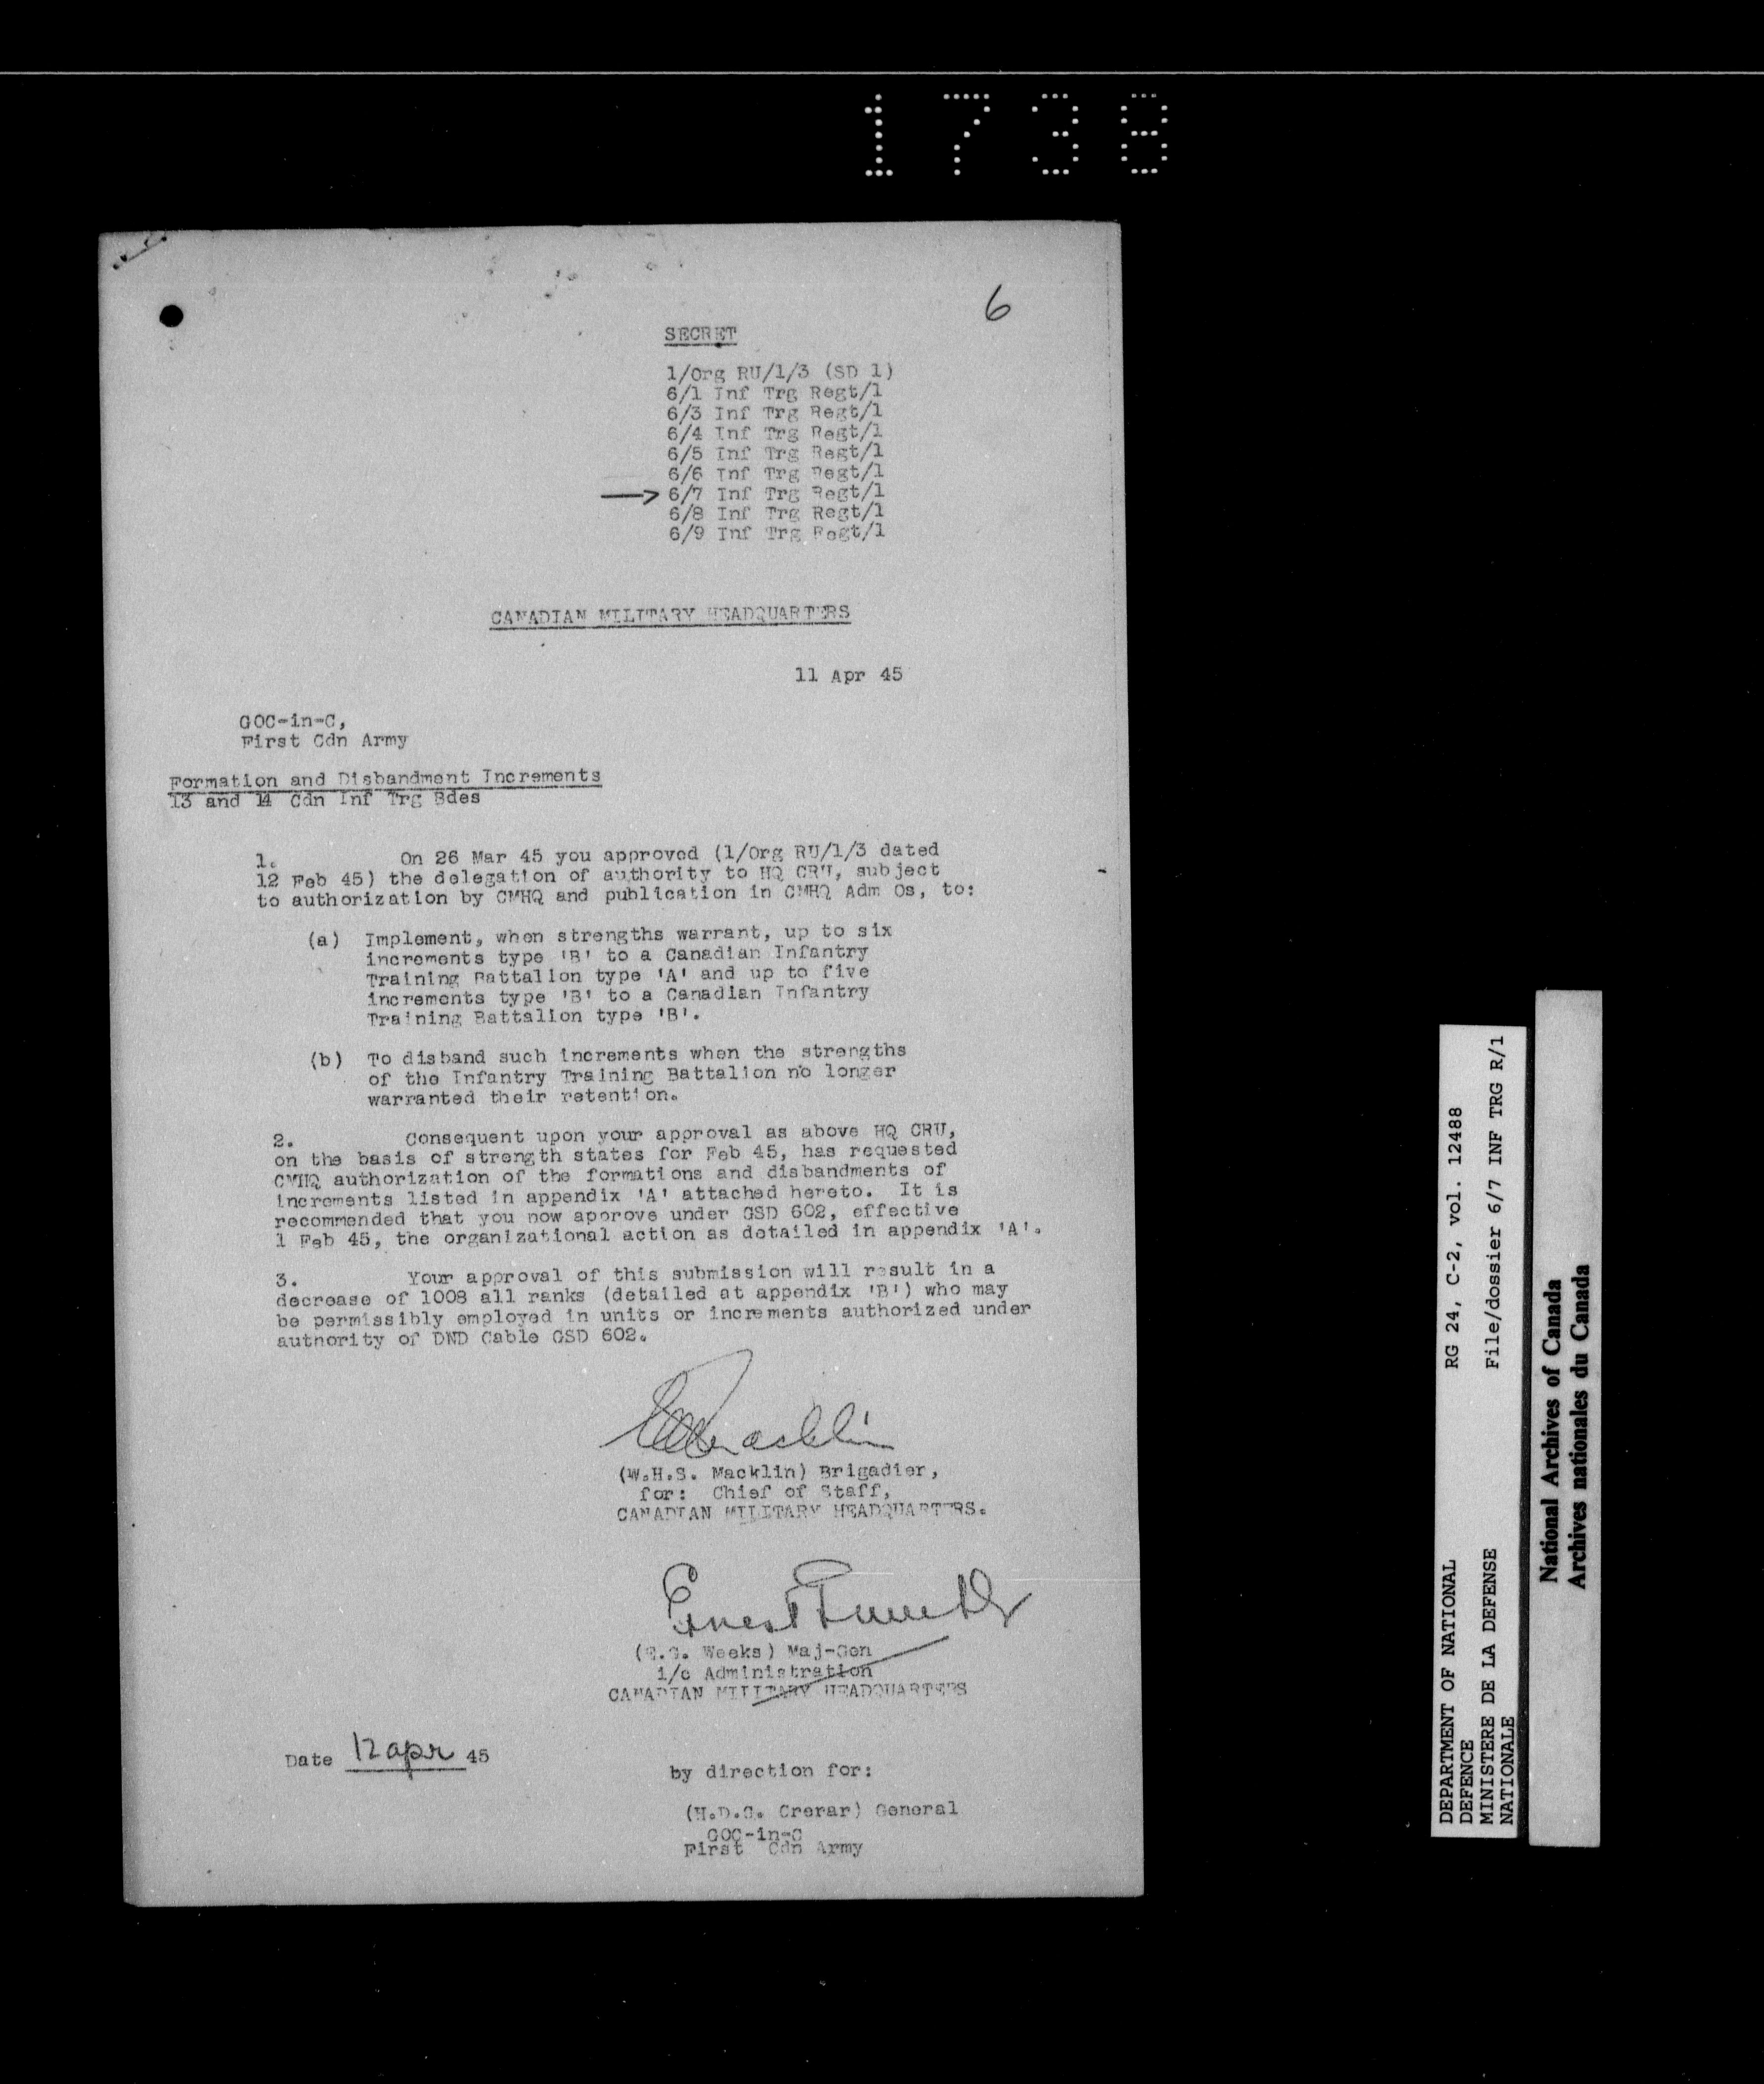 1738
6
SECRET
1/Org RU/1/3 (SD 1)
6/1 Inf Trg Regt/1
6/3 Inf Trg Regt/1
6/4 Inf Trg Regt/1
6/5 Inf Trg Regt/1
6/6 Inf Trg Regt/1
6/7 Inf Trg Regt/1
6/8 Inf Trg Regt/1
6/9 Inf Trg Regt/1
CANADIAN MILITARY HEADQUARTERS
11 Apr 45
GOC-in-C,
First Cdn Army
Formation and Disbandment Increments
13 and 14 Cdn Inf Trg Bdes
1. On 26 Mar 45 you approved (1/Org RU/1/3 dated
12 Feb 45) the delegation of authority to HQ CRU, subject
to authorization by CMHQ and publication in CMHQ Adm Os, to:
(a) Implement, when strengths warrant, up to six
increments type 'B' to a Canadian Infantry
Training Battalion type 'A' and up to five
increments type 'B' to a Canadian Infantry
Training Battalion type 'B'.
(b) To disband such increments when the strengths
of the Infantry Training Battalion no longer
warranted their retention.
2. Consequent upon your approval as above HQ CRU,
on the basis of strength states for Feb 45, has requested
CMHQ authorization of the formations and disbandments of
increments listed in appendix 'A' attached hereto. It is
recommended that you now approve under GSD 602, effective
1 Feb 45, the organizational action as detailed in appendix 'A'.
3. Your approval of this submission will result in a
decrease of 1008 all ranks (detailed at appendix 'B') who may
be permissibly employed in units or increments authorized under
authority of DND Cable GSD 602.
(W.H.S. Macklin) Brigadier,
for: Chief of Staff,
CANADIAN MILITARY HEADQUARTERS.
(E.G. Weeks) Maj-Gen
i/c Administration
CANADIAN MILITARY HEADQUARTERS
Date 12 apr 45
by direction for:
(H.D.G. Crerar) General
GOC-in-C
First Cdn Army
DEPARTMENT OF NATIONAL
DEFENCE
MINISTERE DE LA DEFENSE
NATIONALE
RG 24, C-2, vol. 12488
File/dossier 6/7 INF TRG R/1
National Archives of Canada
Archives nationales du Canada